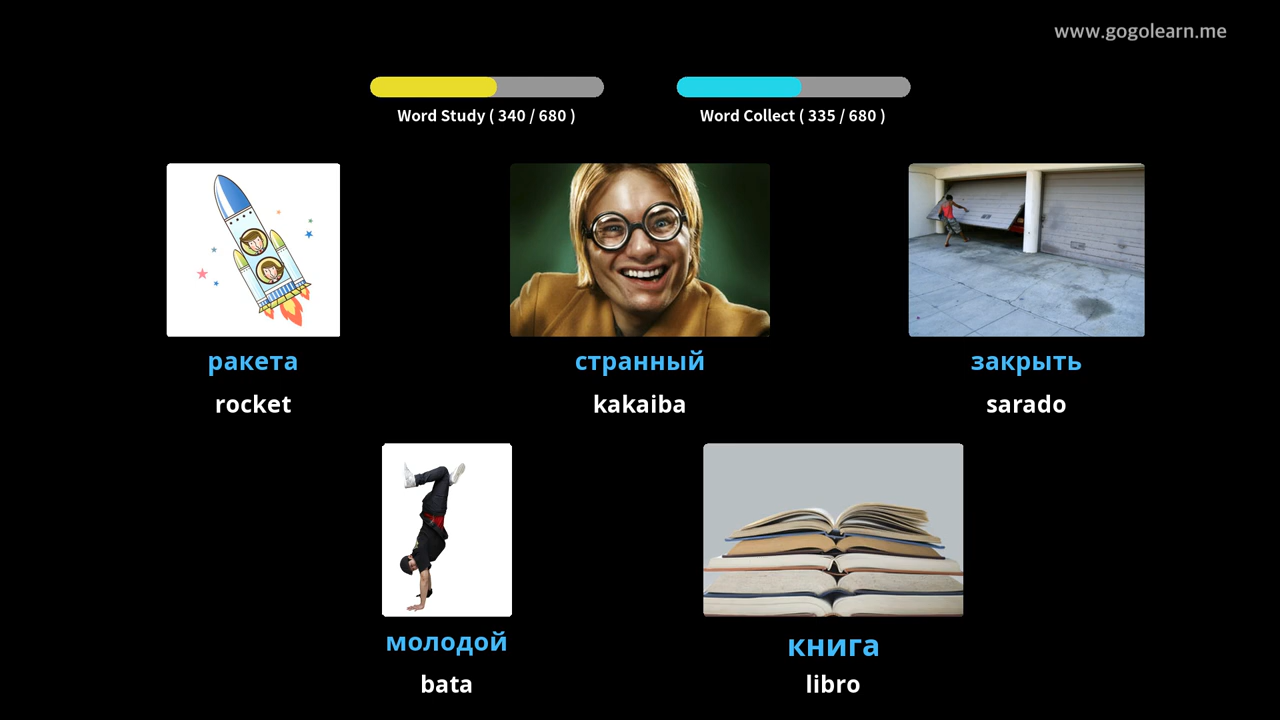 www.gogolearn.me
Word Study ( 340 / 680 )
Word Collect ( 335 / 680 )
ракета
rocket
странный
kakaiba
закрыть
sarado
молодой
bata
книга
libro